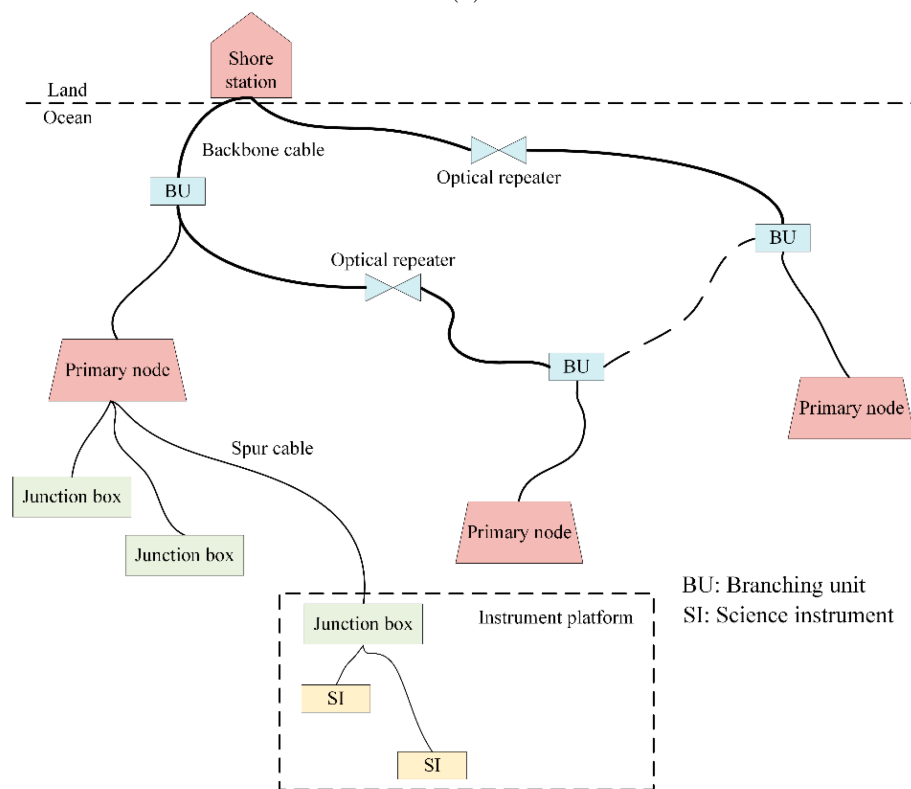 Shore
station
Land
Ocean
Backbone cable
Optical repeater
BU
BU
Optical repeater
BU
Primary node
Primary node
Spur cable
Junction box
Junction box
Primary node
BU: Branching unit
SI: Science instrument
Junction box
Instrument platform
SI
SI